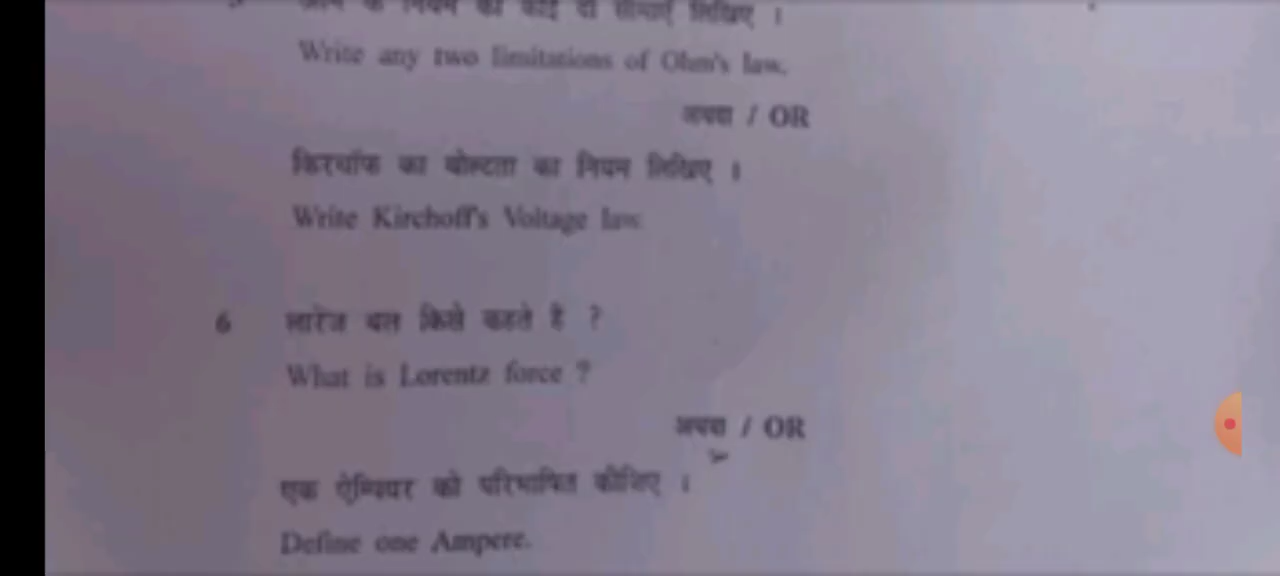 के नियम की कोई दो सीमाएँ लिखिए ।
Write any two limitations of Ohm's law.
अथवा / OR
किरचॉफ का वोल्टता का नियम लिखिए ।
Write Kirchoff's Voltage law.
6 लारेंज बल किसे कहते है ?
What is Lorentz force ?
अथवा / OR
एक ऐम्पियर को परिभाषित कीजिए ।
Define one Ampere.